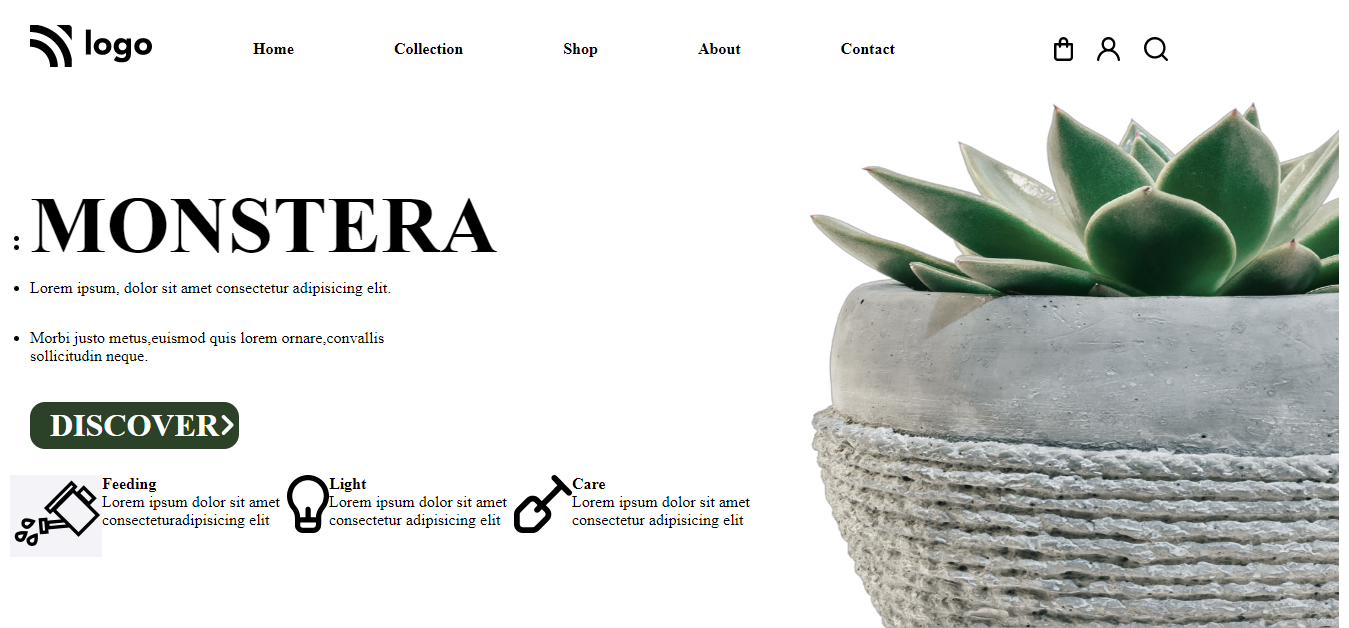 logo
Home
Collection
Shop
About
Contact
: MONSTERA
• Lorem ipsum, dolor sit amet consectetur adipisicing elit.
• Morbi justo metus,euismod quis lorem ornare,convallis
sollicitudin neque.
DISCOVER>
Feeding
Lorem ipsum dolor sit amet
consecteturadipisicing elit
Light
Lorem ipsum dolor sit amet
consectetur adipisicing elit
Care
Lorem ipsum dolor sit amet
consectetur adipisicing elit